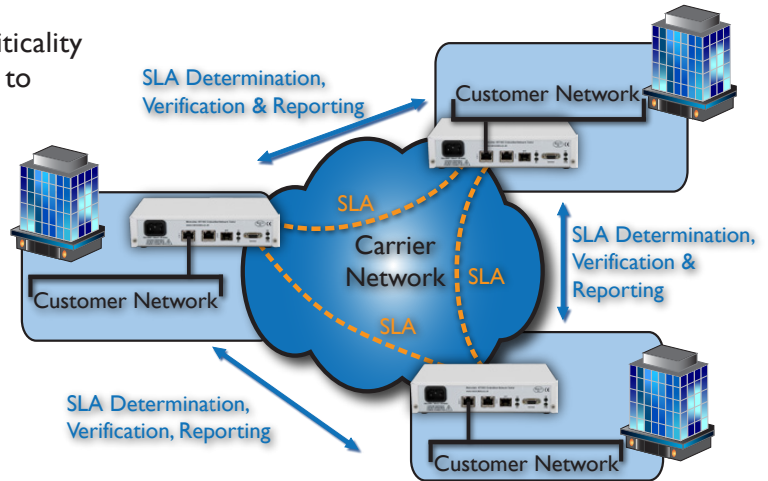 iticality
to
SLA Determination,
Verification & Reporting
Customer Network
SLA
Carrier
Network
SLA
SLA Determination,
Verification &
Reporting
Customer Network
SLA
SLA Determination,
Verification, Reporting
Customer Network